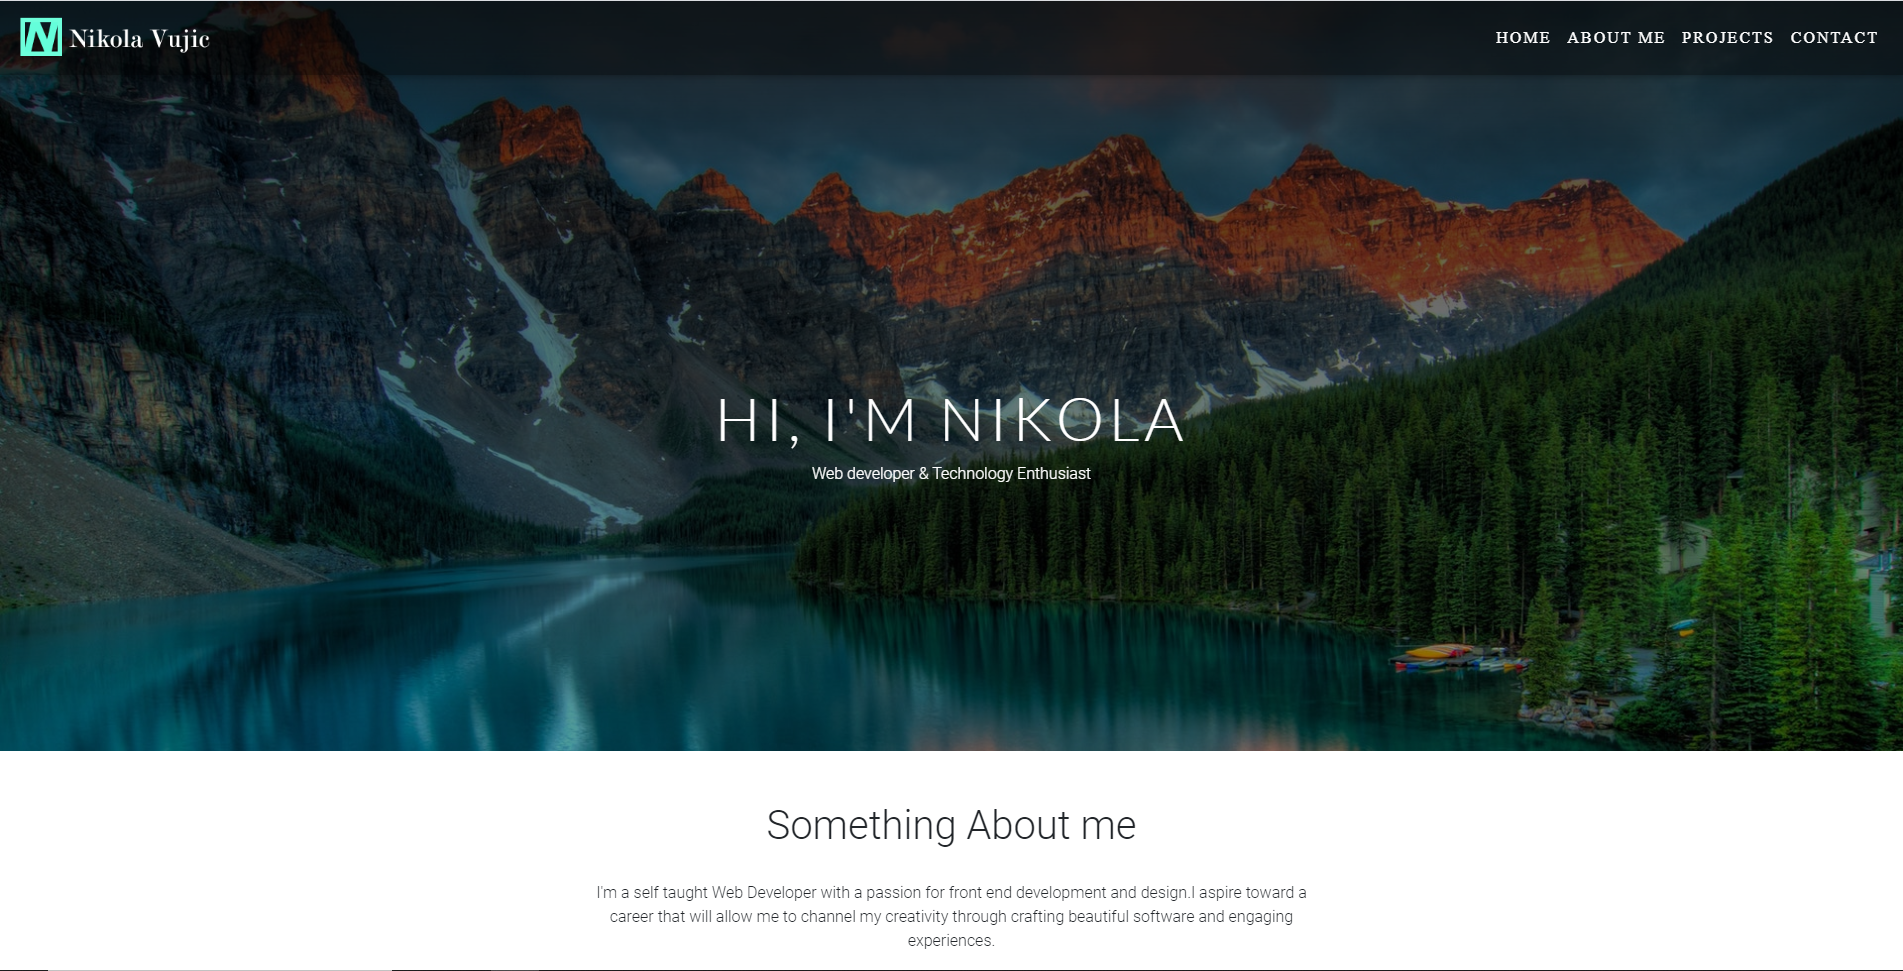 N Nikola Vujic
HOME ABOUT ME PROJECTS CONTACT
HI, I'M NIKOLA
Web developer & Technology Enthusiast
Something About me
I'm a self taught Web Developer with a passion for front end development and design.I aspire toward a
career that will allow me to channel my creativity through crafting beautiful software and engaging
experiences.